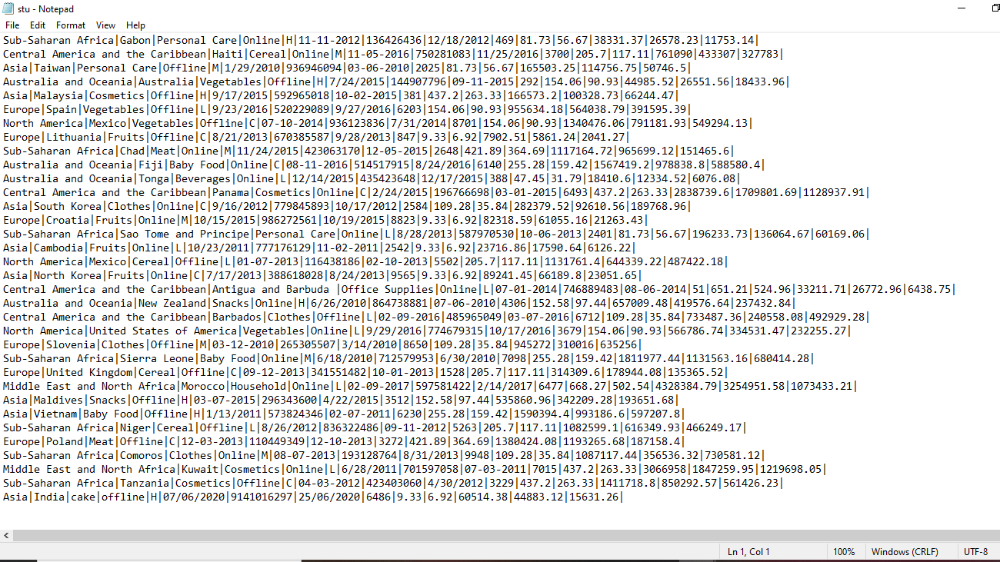 stu - Notepad
File Edit Format View Help
Sub-Saharan Africa|Gabon|Personal Care|Online|H|11-11-2012|136426436|12/18/2012|469|81.73|56.67|38331.37|26578.23|11753.14|
Central America and the Caribbean|Haiti|Cereal|Online|M|11-05-2016|750281083|11/25/2016|3700|205.7|117.11|761090|433307|327783|
Asia|Taiwan|Personal Care|Offline|M|1/29/2010|936946094|03-06-2010|2025|81.73|56.67|165503.25|114756.75|50746.5|
Australia and Oceania|Australia|Vegetables|Offline|H|7/24/2015|144907796|09-11-2015|292|154.06|90.93|44985.52|26551.56|18433.96|
Asia|Malaysia|Cosmetics|Offline|H|9/17/2015|592965018|10-02-2015|381|437.2|263.33|166573.2|100328.73|66244.47|
Europe|Spain|Vegetables|Offline|L|9/23/2016|520229089|9/27/2016|6203|154.06|90.93|955634.18|564038.79|391595.39|
North America|Mexico|Vegetables|Offline|C|07-10-2014|936123836|7/31/2014|8701|154.06|90.93|1340476.06|791181.93|549294.13|
Europe|Lithuania|Fruits|Offline|C|8/21/2013|670385587|9/28/2013|847|9.33|6.92|7902.51|5861.24|2041.27|
Sub-Saharan Africa|Chad|Meat|Online|M|11/24/2015|423063170|12-05-2015|2648|421.89|364.69|1117164.72|965699.12|151465.6|
Australia and Oceania|Fiji|Baby Food|Online|C|08-11-2016|514517915|8/24/2016|6140|255.28|159.42|1567419.2|978838.8|588580.4|
Australia and Oceania|Tonga|Beverages|Online|L|12/14/2015|435423648|12/17/2015|388|47.45|31.79|18410.6|12334.52|6076.08|
Central America and the Caribbean|Panama|Cosmetics|Online|C|2/24/2015|196766698|03-01-2015|6493|437.2|263.33|2838739.6|1709801.69|1128937.91|
Asia|South Korea|Clothes|Online|C|9/16/2012|779845893|10/17/2012|2584|109.28|35.84|282379.52|92610.56|189768.96|
Europe|Croatia|Fruits|Online|M|10/15/2015|986272561|10/19/2015|8823|9.33|6.92|82318.59|61055.16|21263.43|
Sub-Saharan Africa|Sao Tome and Principe|Personal Care|Online|L|8/28/2013|587970530|10-06-2013|2401|81.73|56.67|196233.73|136064.67|60169.06|
Asia|Cambodia|Fruits|Online|L|10/23/2011|777176129|11-02-2011|2542|9.33|6.92|23716.86|17590.64|6126.22|
North America|Mexico|Cereal|Offline|L|01-07-2013|116438186|02-10-2013|5502|205.7|117.11|1131761.4|644339.22|487422.18|
Asia|North Korea|Fruits|Online|C|7/17/2013|388618028|8/24/2013|9565|9.33|6.92|89241.45|66189.8|23051.65|
Central America and the Caribbean|Antigua and Barbuda |Office Supplies|Online|L|07-01-2014|746889483|08-06-2014|51|651.21|524.96|33211.71|26772.96|6438.75|
Australia and Oceania|New Zealand|Snacks|Online|H|6/26/2010|864738881|07-06-2010|4306|152.58|97.44|657009.48|419576.64|237432.84|
Central America and the Caribbean|Barbados|Clothes|Offline|L|02-09-2016|485965049|03-07-2016|6712|109.28|35.84|733487.36|240558.08|492929.28|
North America|United States of America|Vegetables|Online|L|9/29/2016|774679315|10/17/2016|3679|154.06|90.93|566786.74|334531.47|232255.27|
Europe|Slovenia|Clothes|Offline|M|03-12-2010|265305507|3/14/2010|8650|109.28|35.84|945272|310016|635256|
Sub-Saharan Africa|Sierra Leone|Baby Food|Online|M|6/18/2010|712579953|6/30/2010|7098|255.28|159.42|1811977.44|1131563.16|680414.28|
Europe|United Kingdom|Cereal|Offline|C|09-12-2013|341551482|10-01-2013|1528|205.7|117.11|314309.6|178944.08|135365.52|
Middle East and North Africa|Morocco|Household|Online|L|02-09-2017|597581422|2/14/2017|6477|668.27|502.54|4328384.79|3254951.58|1073433.21|
Asia|Maldives|Snacks|Offline|H|03-07-2015|296343600|4/22/2015|3512|152.58|97.44|535860.96|342209.28|193651.68|
Asia|Vietnam|Baby Food|Offline|H|1/13/2011|573824346|02-07-2011|6230|255.28|159.42|1590394.4|993186.6|597207.8|
Sub-Saharan Africa|Niger|Cereal|Offline|L|8/26/2012|836322486|09-11-2012|5263|205.7|117.11|1082599.1|616349.93|466249.17|
Europe|Poland|Meat|Offline|C|12-03-2013|110449349|12-10-2013|3272|421.89|364.69|1380424.08|1193265.68|187158.4|
Sub-Saharan Africa|Comoros|Clothes|Online|M|08-07-2013|193128764|8/31/2013|9948|109.28|35.84|1087117.44|356536.32|730581.12|
Middle East and North Africa|Kuwait|Cosmetics|Online|L|6/28/2011|701597058|07-03-2011|7015|437.2|263.33|3066958|1847259.95|1219698.05|
Sub-Saharan Africa|Tanzania|Cosmetics|Offline|C|04-03-2012|423403060|4/30/2012|3229|437.2|263.33|1411718.8|850292.57|561426.23|
Asia|India|cake|offline|H|07/06/2020|9141016297|25/06/2020|6486|9.33|6.92|60514.38|44883.12|15631.26|
Ln 1, Col 1 100% Windows (CRLF) UTF-8